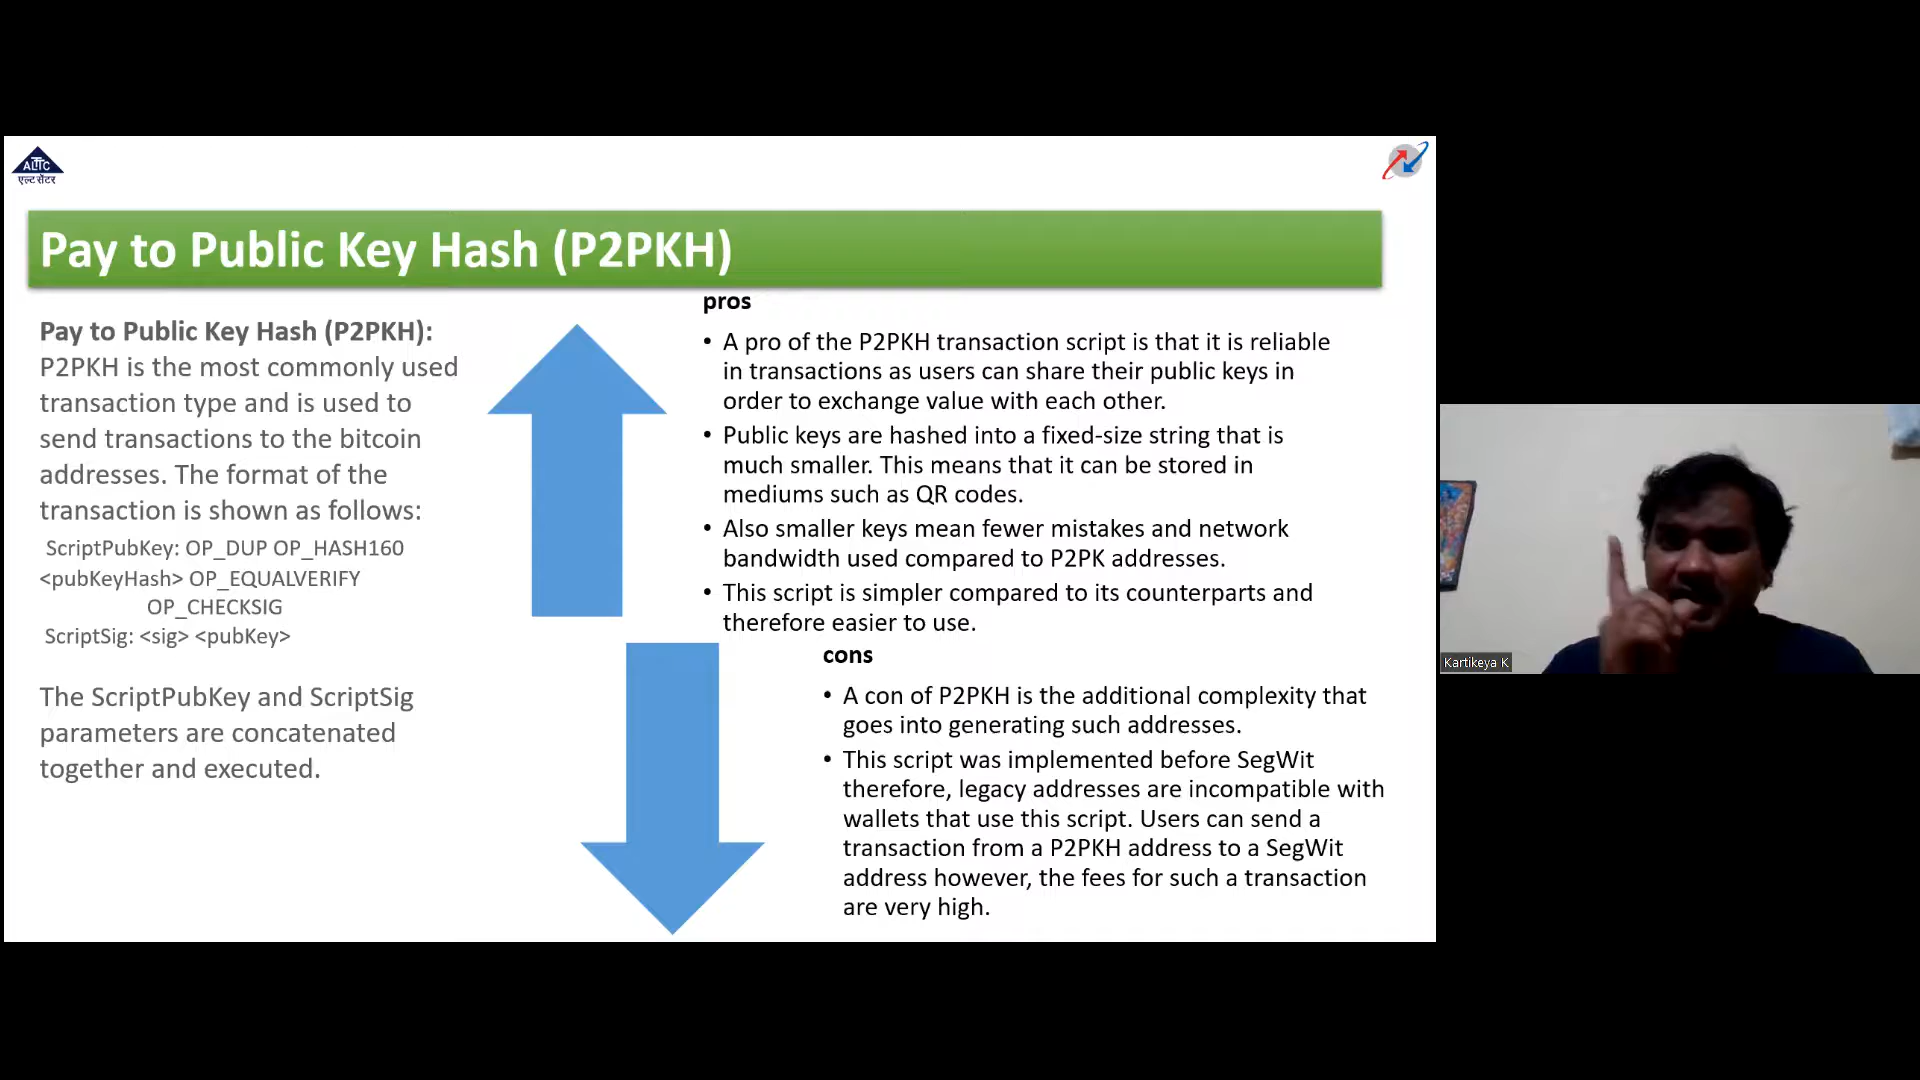 ALTTC
एल्ट सेंटर
Pay to Public Key Hash (P2PKH)
Pay to Public Key Hash (P2PKH):
P2PKH is the most commonly used
transaction type and is used to
send transactions to the bitcoin
addresses. The format of the
transaction is shown as follows:
ScriptPubKey: OP_DUP OP_HASH160
<pubKeyHash> OP_EQUALVERIFY
OP_CHECKSIG
ScriptSig: <sig> <pubKey>
The ScriptPubKey and ScriptSig
parameters are concatenated
together and executed.
pros
• A pro of the P2PKH transaction script is that it is reliable
in transactions as users can share their public keys in
order to exchange value with each other.
• Public keys are hashed into a fixed-size string that is
much smaller. This means that it can be stored in
mediums such as QR codes.
• Also smaller keys mean fewer mistakes and network
bandwidth used compared to P2PK addresses.
• This script is simpler compared to its counterparts and
therefore easier to use.
cons
• A con of P2PKH is the additional complexity that
goes into generating such addresses.
• This script was implemented before SegWit
therefore, legacy addresses are incompatible with
wallets that use this script. Users can send a
transaction from a P2PKH address to a SegWit
address however, the fees for such a transaction
are very high.
Kartikeya K